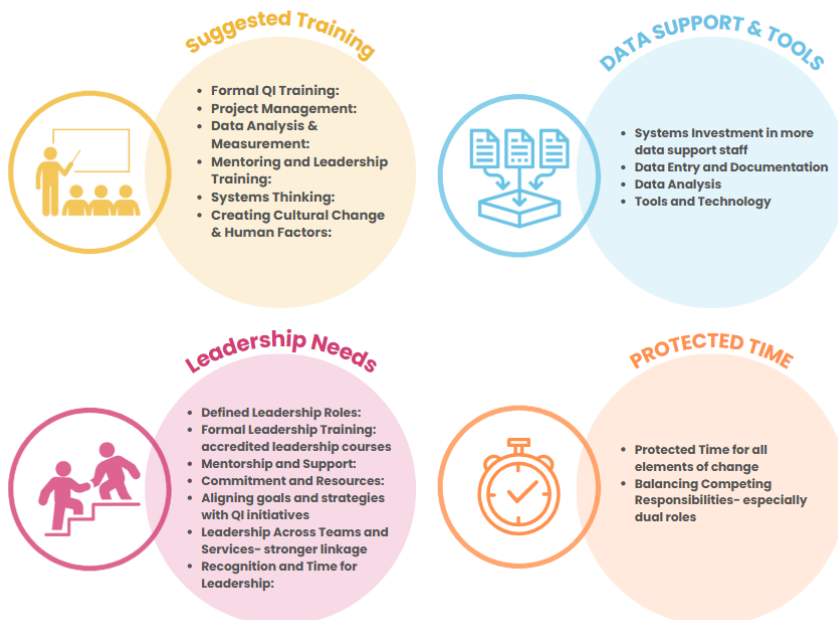 Suggested Training
• Formal QI Training:
• Project Management:
• Data Analysis &
Measurement:
• Mentoring and Leadership
Training:
• Systems Thinking:
• Creating Cultural Change
& Human Factors:
DATA SUPPORT & TOOLS
• Systems Investment in more
data support staff
• Data Entry and Documentation
• Data Analysis
• Tools and Technology
Leadership Needs
• Defined Leadership Roles:
• Formal Leadership Training:
accredited leadership courses
• Mentorship and Support:
• Commitment and Resources:
• Aligning goals and strategies
with QI initiatives
• Leadership Across Teams and
Services- stronger linkage
• Recognition and Time for
Leadership:
PROTECTED TIME
• Protected Time for all
elements of change
• Balancing Competing
Responsibilities- especially
dual roles